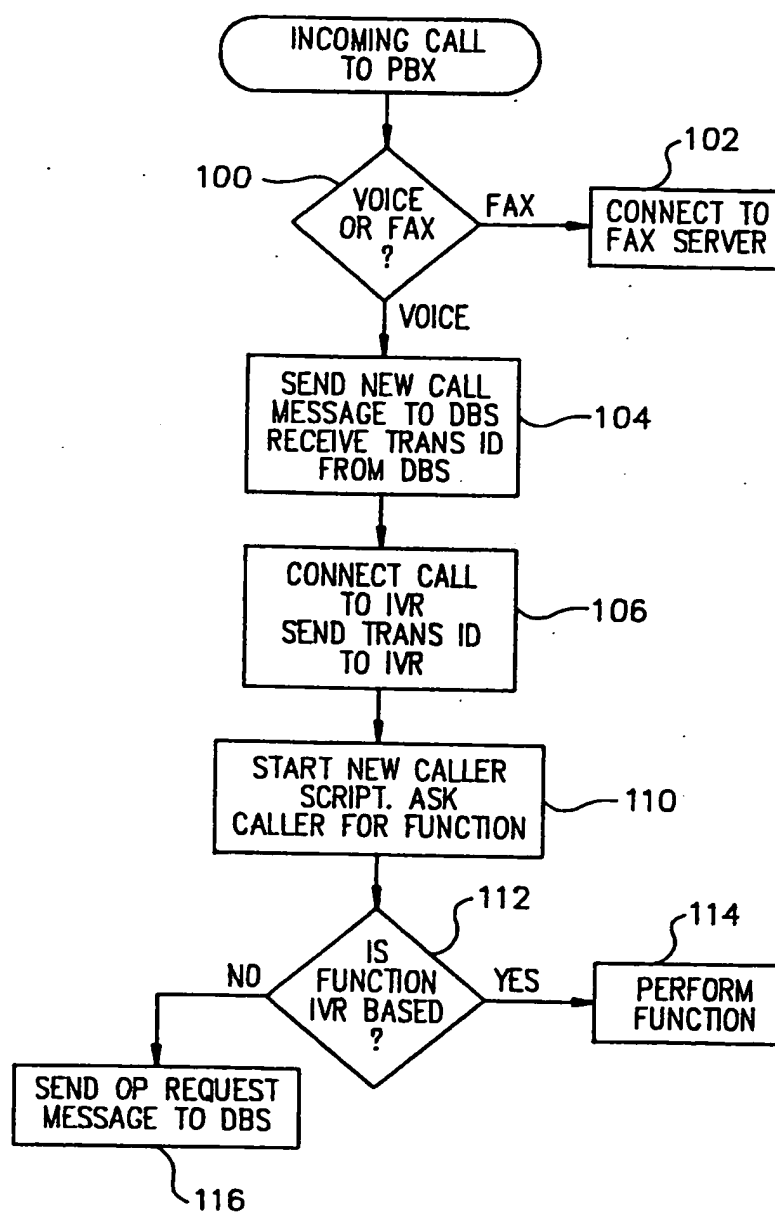 INCOMING CALL
TO PBX
100
VOICE
OR FAX
?
FAX
102
CONNECT TO
FAX SERVER
VOICE
SEND NEW CALL
MESSAGE TO DBS
RECEIVE TRANS ID
FROM DBS
104
CONNECT CALL
TO IVR
SEND TRANS ID
TO IVR
106
START NEW CALLER
SCRIPT. ASK
CALLER FOR FUNCTION
110
112
IS
FUNCTION
IVR BASED
?
NO
YES
114
PERFORM
FUNCTION
SEND OP REQUEST
MESSAGE TO DBS
116